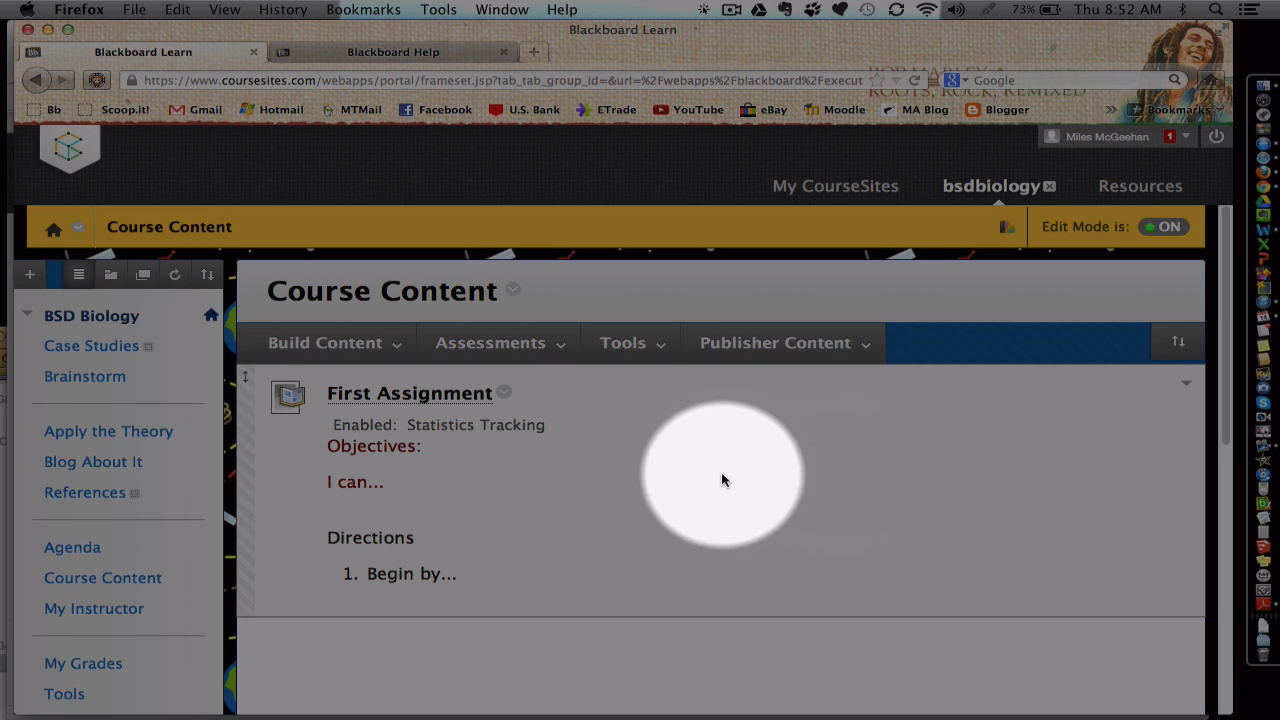 Firefox File Edit View History Bookmarks Tools Window Help 73% Thu 8:52 AM
Blackboard Learn
Blackboard Learn Blackboard Help
https://www.coursesites.com/webapps/portal/frameset.jsp?tab_tab_group_id=&url=%2Fwebapps%2Fblackboard%2Fexecut Google
BOB MARLEY
ROOTS, ROCK, REMIXED
Bb Scoop.it! Gmail Hotmail MTMail Facebook U.S. Bank ETrade YouTube eBay Moodle MA Blog Blogger Bookmarks
Miles McGeehan 1
My CourseSites bsdbiology Resources
Course Content Edit Mode is: ON
Course Content
BSD Biology
Case Studies
Brainstorm
Apply the Theory
Blog About It
References
Agenda
Course Content
My Instructor
My Grades
Tools
Build Content Assessments Tools Publisher Content
First Assignment
Enabled: Statistics Tracking
Objectives:
I can...
Directions
1. Begin by...